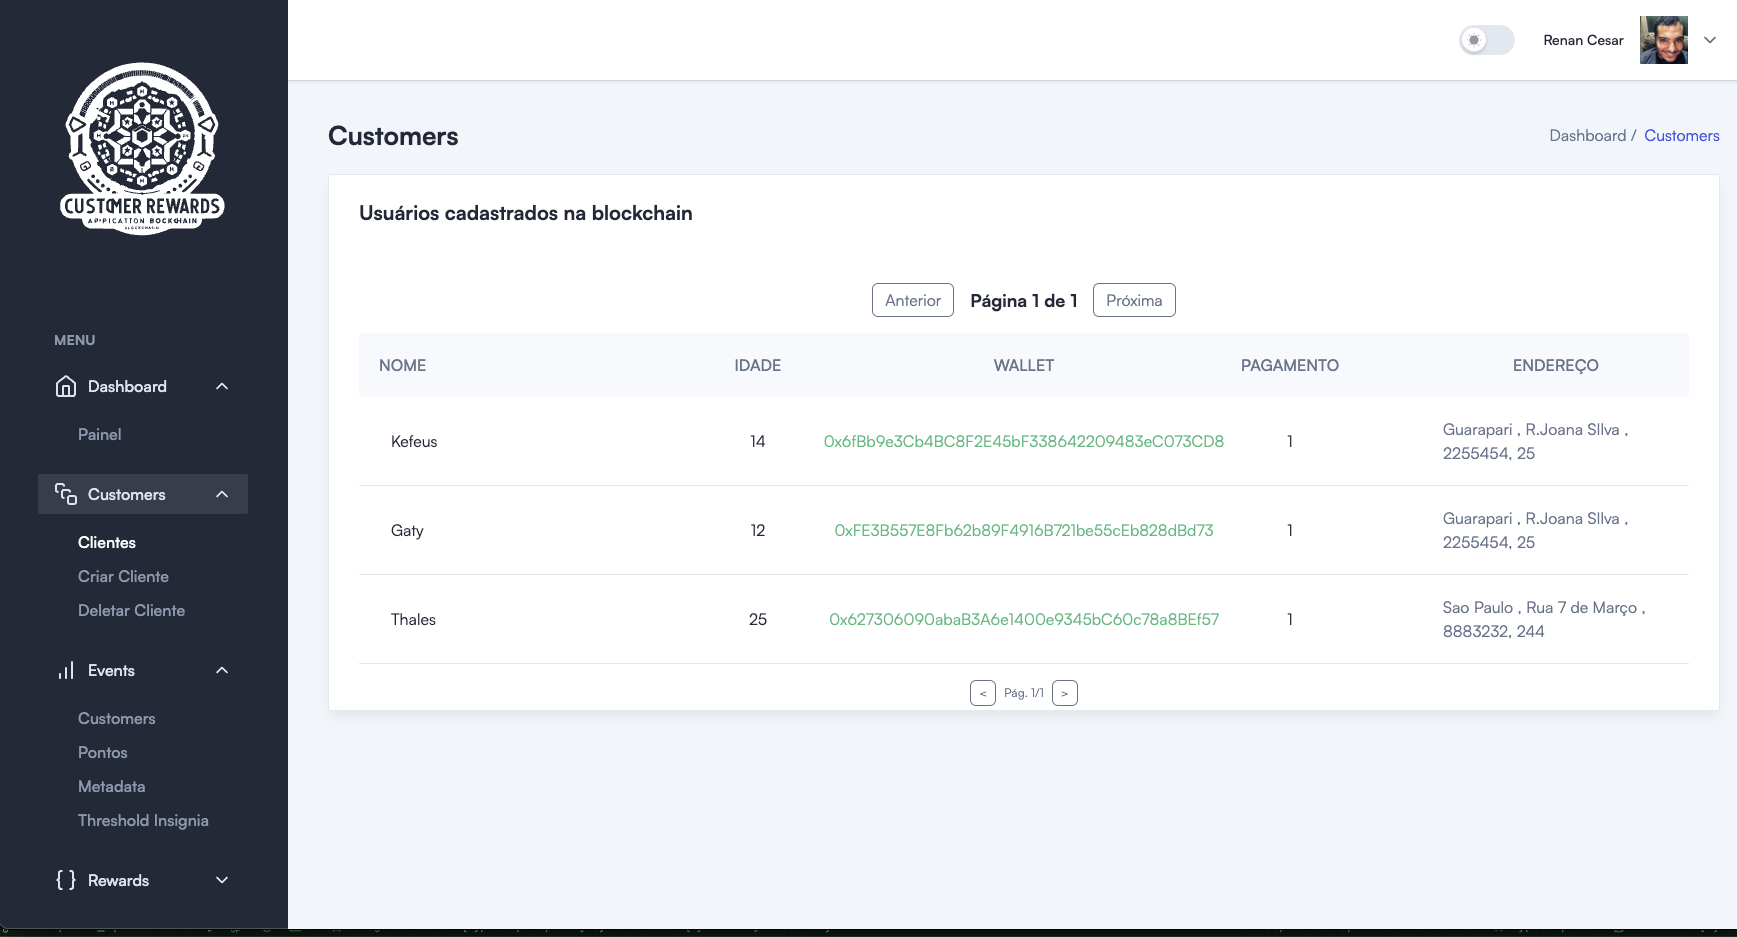 CUSTOMER REWARDS
APPICATTON BOCKCHAIN
Renan Cesar
MENU
Dashboard
Painel
Customers
Clientes
Criar Cliente
Deletar Cliente
Events
Customers
Pontos
Metadata
Threshold Insignia
{ } Rewards
Customers
Dashboard / Customers
Usuários cadastrados na blockchain
Anterior Página 1 de 1 Próxima
NOME IDADE WALLET PAGAMENTO ENDEREÇO
Kefeus 14 0x6fBb9e3Cb4BC8F2E45bF338642209483eC073CD8 1 Guarapari , R.Joana SIlva ,
2255454, 25
Gaty 12 0xFE3B557E8Fb62b89F4916B721be55cEb828dBd73 1 Guarapari , R.Joana SIlva ,
2255454, 25
Thales 25 0x627306090abaB3A6e1400e9345bC60c78a8BEf57 1 Sao Paulo , Rua 7 de Março ,
8883232, 244
< Pág. 1/1 >